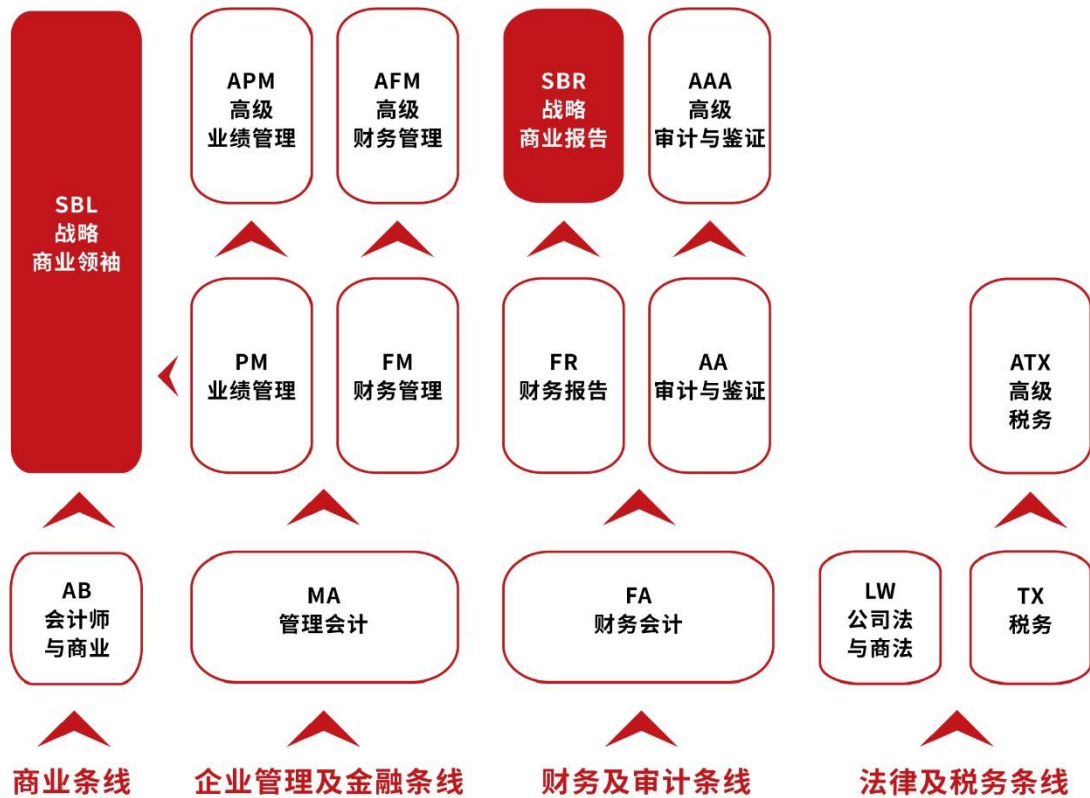 APM
高级
业绩管理
AFM
高级
财务管理
SBR
战略
商业报告
AAA
高级
审计与鉴证
SBL
战略
商业领袖
PM
业绩管理
FM
财务管理
FR
财务报告
AA
审计与鉴证
ATX
高级
税务
AB
会计师
与商业
MA
管理会计
FA
财务会计
LW
公司法
与商法
TX
税务
商业条线
企业管理及金融条线
财务及审计条线
法律及税务条线